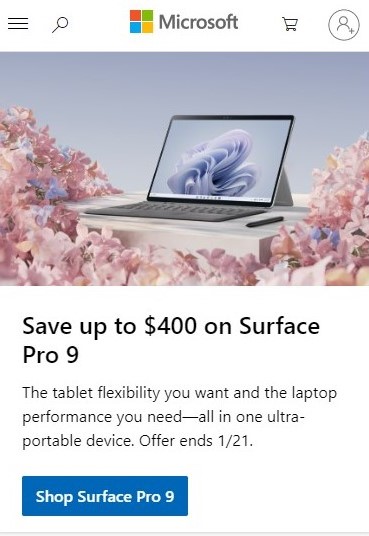 Microsoft
Save up to $400 on Surface
Pro 9
The tablet flexibility you want and the laptop
performance you need—all in one ultra-
portable device. Offer ends 1/21.
Shop Surface Pro 9